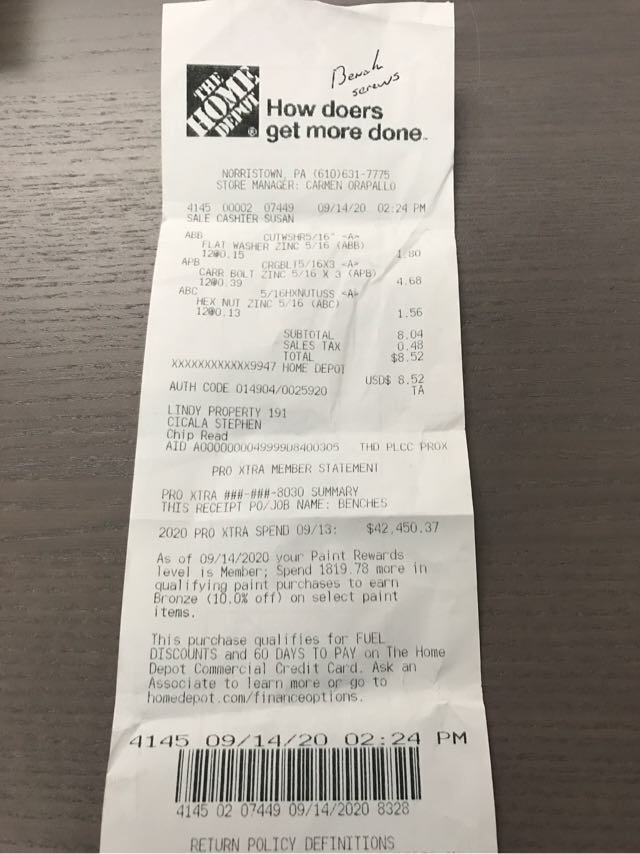 Bench
screws
THE
HOME
DEPOT
®
How doers
get more done™
NORRISTOWN, PA (610)631-7775
STORE MANAGER: CARMEN ORAPALLO
4145 00002 07449 09/14/20 02:24 PM
SALE CASHIER SUSAN
ABB CUTWSHR5/16" <A>
FLAT WASHER ZINC 5/16 (ABB)
12@0.15 1.80
APB CRGBLT5/16X3 <A>
CARR BOLT ZINC 5/16 X 3 (APB)
12@0.39 4.68
ABC 5/16HXNUTUSS <A>
HEX NUT ZINC 5/16 (ABC)
12@0.13 1.56
SUBTOTAL 8.04
SALES TAX 0.48
TOTAL $8.52
XXXXXXXXXXXX9947 HOME DEPOT
USD$ 8.52
AUTH CODE 014904/0025920 TA
LINDY PROPERTY 191
CICALA STEPHEN
Chip Read
AID A0000000049999D8400305 THD PLCC PROX
PRO XTRA MEMBER STATEMENT
PRO XTRA ###-###-8030 SUMMARY
THIS RECEIPT PO/JOB NAME: BENCHES
2020 PRO XTRA SPEND 09/13: $42,450.37
As of 09/14/2020 your Paint Rewards
level is Member; Spend 1819.78 more in
qualifying paint purchases to earn
Bronze (10.0% off) on select paint
items.
This purchase qualifies for FUEL
DISCOUNTS and 60 DAYS TO PAY on The Home
Depot Commercial Credit Card. Ask an
Associate to learn more or go to
homedepot.com/financeoptions.
4145 09/14/20 02:24 PM
4145 02 07449 09/14/2020 8328
RETURN POLICY DEFINITIONS